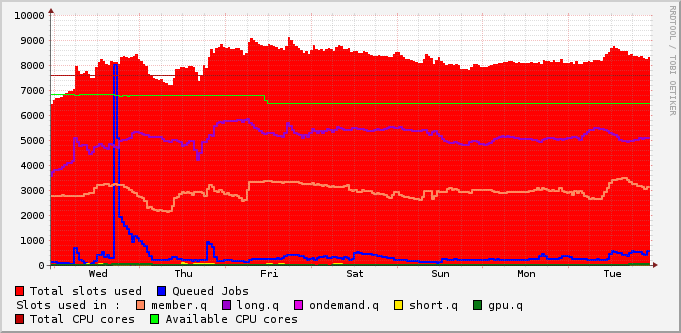 10000
9000
8000
7000
6000
5000
4000
3000
2000
1000
0
Wed Thu Fri Sat Sun Mon Tue
RRDTOOL / TOBI OETIKER
Total slots used Queued Jobs
Slots used in : member.q long.q ondemand.q short.q gpu.q
Total CPU cores Available CPU cores